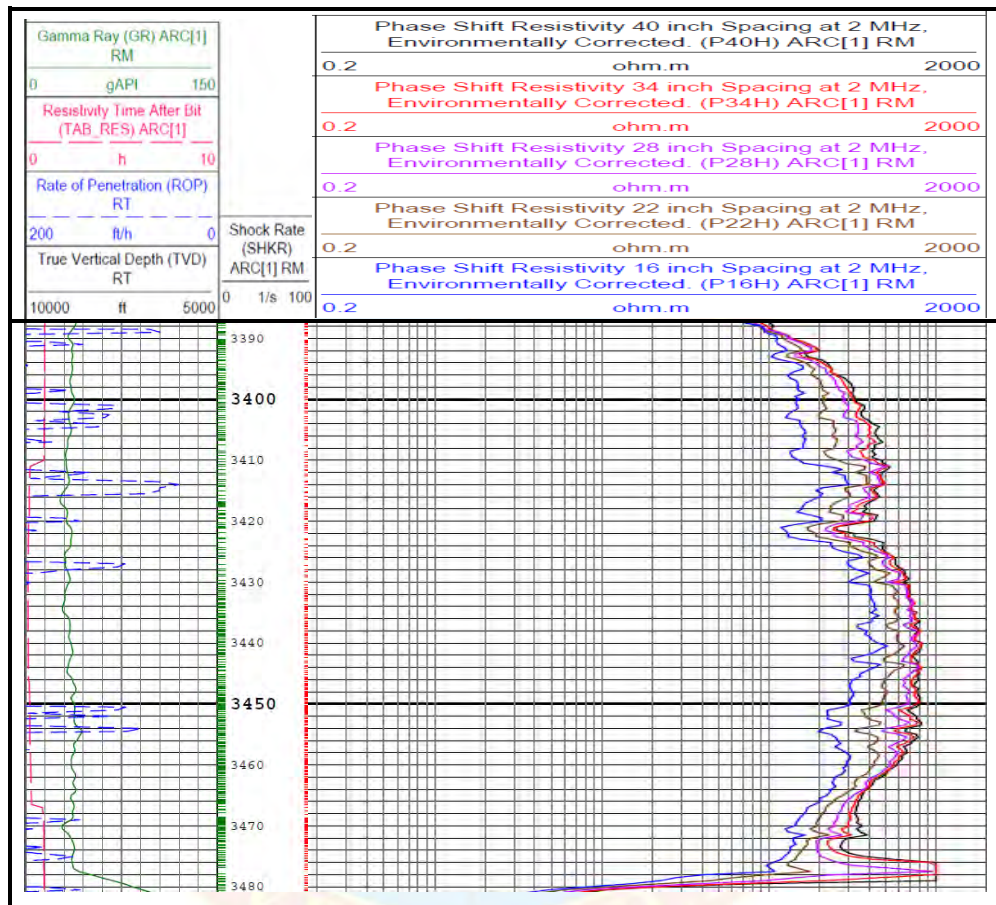 Gamma Ray (GR) ARC[1]
RM
0 gAPI 150
Resistivity Time After Bit
(TAB_RES) ARC[1]
0 h 10
Rate of Penetration (ROP)
RT
200 ft/h 0
True Vertical Depth (TVD)
RT
10000 ft 5000
Shock Rate
(SHKR)
ARC[1] RM
0 1/s 100
Phase Shift Resistivity 40 inch Spacing at 2 MHz,
Environmentally Corrected. (P40H) ARC[1] RM
0.2 ohm.m 2000
Phase Shift Resistivity 34 inch Spacing at 2 MHz,
Environmentally Corrected. (P34H) ARC[1] RM
0.2 ohm.m 2000
Phase Shift Resistivity 28 inch Spacing at 2 MHz,
Environmentally Corrected. (P28H) ARC[1] RM
0.2 ohm.m 2000
Phase Shift Resistivity 22 inch Spacing at 2 MHz,
Environmentally Corrected. (P22H) ARC[1] RM
0.2 ohm.m 2000
Phase Shift Resistivity 16 inch Spacing at 2 MHz,
Environmentally Corrected. (P16H) ARC[1] RM
0.2 ohm.m 2000
3390
3400
3410
3420
3430
3440
3450
3460
3470
3480